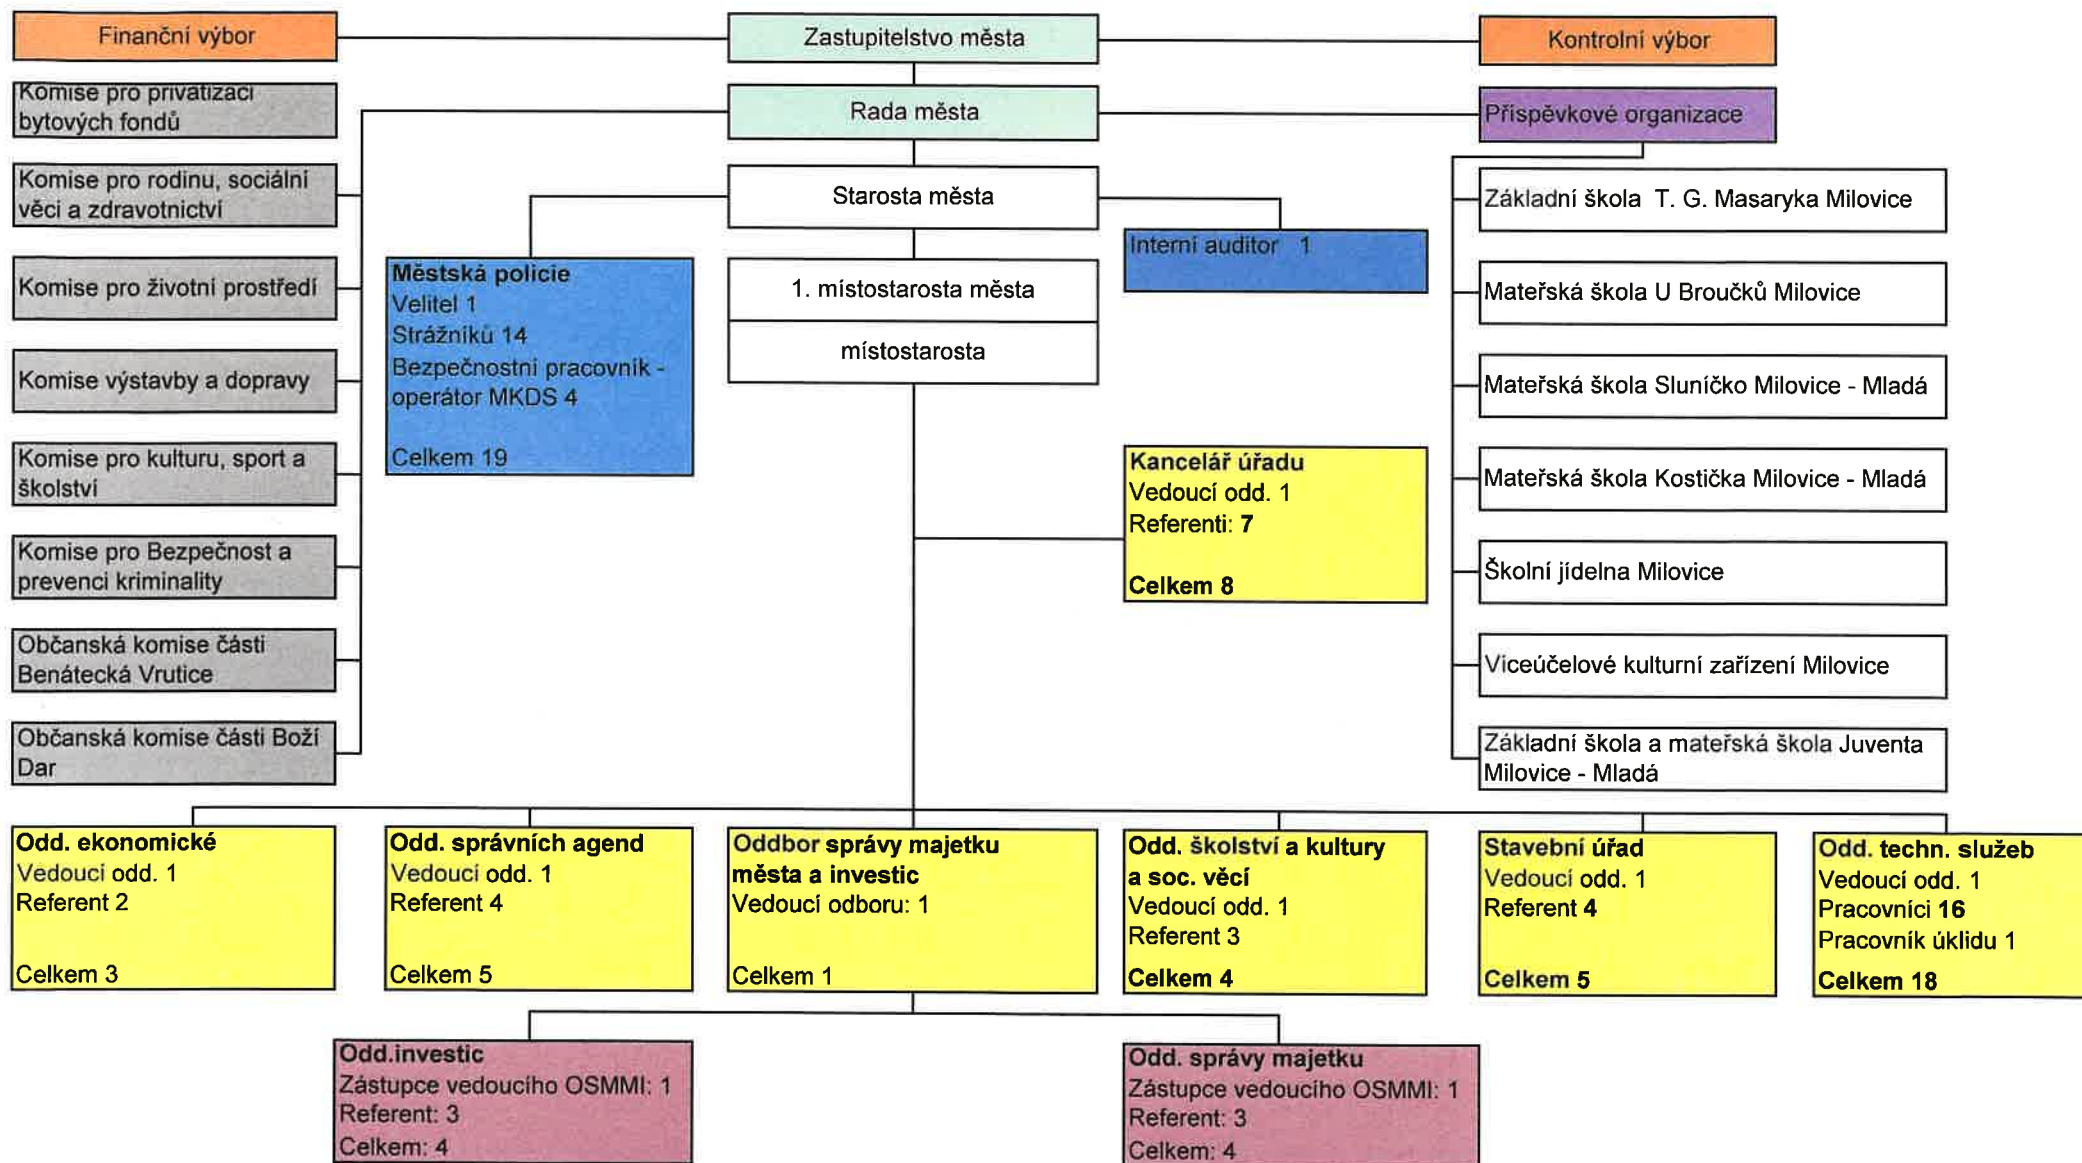 Finanční výbor
Zastupitelstvo města
Kontrolní výbor
Komise pro privatizaci
bytových fondů
Rada města
Příspěvkové organizace
Komise pro rodinu, sociální
věci a zdravotnictví
Starosta města
Základní škola T. G. Masaryka Milovice
Interní auditor 1
Komise pro životní prostředí
Městská policie
Velitel 1
Strážníků 14
Bezpečnostní pracovník -
operátor MKDS 4
Celkem 19
1. místostarosta města
místostarosta
Mateřská škola U Broučků Milovice
Komise výstavby a dopravy
Mateřská škola Sluníčko Milovice - Mladá
Komise pro kulturu, sport a
školství
Kancelář úřadu
Vedoucí odd. 1
Referenti: 7
Celkem 8
Mateřská škola Kostička Milovice - Mladá
Komise pro Bezpečnost a
prevenci kriminality
Školní jídelna Milovice
Občanská komise části
Benátecká Vrutice
Víceúčelové kulturní zařízení Milovice
Občanská komise části Boží
Dar
Základní škola a mateřská škola Juventa
Milovice - Mladá
Odd. ekonomické
Vedoucí odd. 1
Referent 2
Celkem 3
Odd. správních agend
Vedoucí odd. 1
Referent 4
Celkem 5
Oddbor správy majetku
města a investic
Vedoucí odboru: 1
Celkem 1
Odd. školství a kultury
a soc. věcí
Vedoucí odd. 1
Referent 3
Celkem 4
Stavební úřad
Vedoucí odd. 1
Referent 4
Celkem 5
Odd. techn. služeb
Vedoucí odd. 1
Pracovníci 16
Pracovník úklidu 1
Celkem 18
Odd.investic
Zástupce vedoucího OSMMI: 1
Referent: 3
Celkem: 4
Odd. správy majetku
Zástupce vedoucího OSMMI: 1
Referent: 3
Celkem: 4